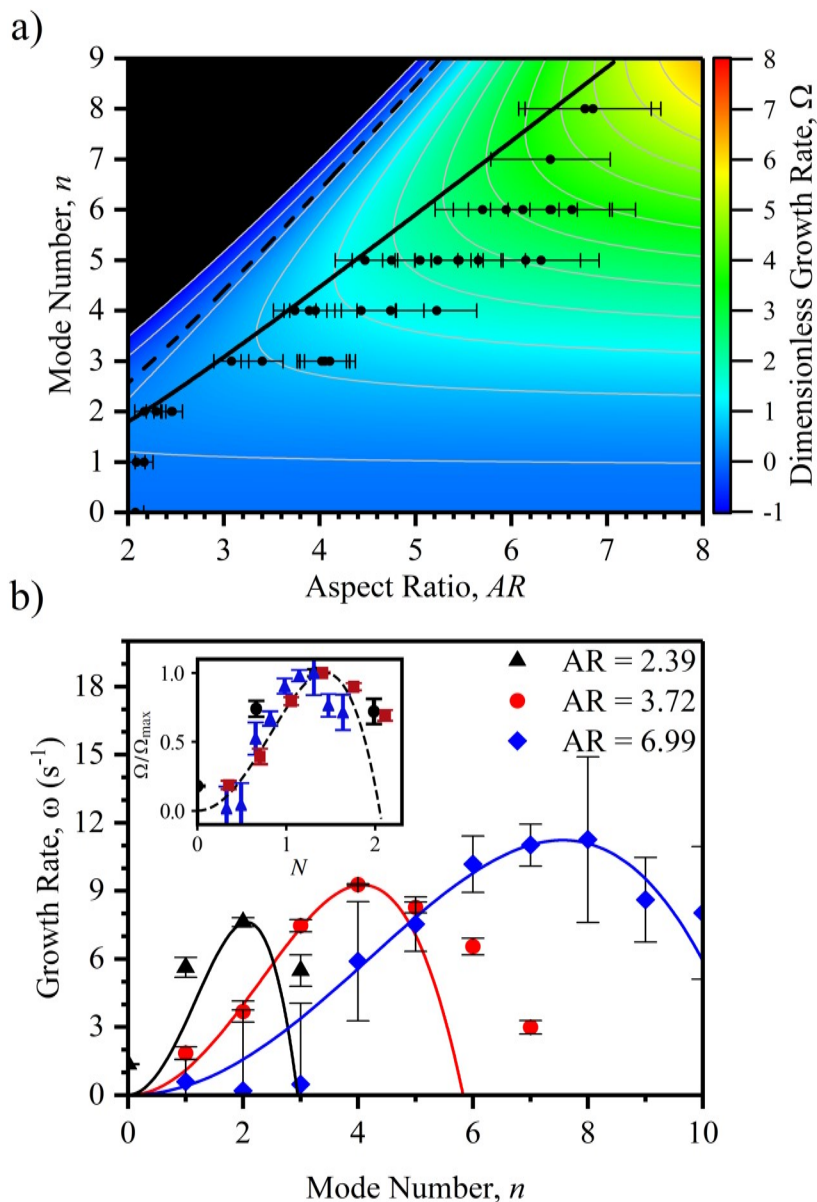 a)
9
8
7
6
5
4
3
2
1
0
Mode Number, n
2 3 4 5 6 7 8
Aspect Ratio, AR
8
7
6
5
4
3
2
1
0
-1
Dimensionless Growth Rate, Ω
b)
18
15
12
9
6
3
0
Growth Rate, ω (s⁻¹)
1.0
0.5
0.0
Ω/Ωmax
0 1 2
N
AR = 2.39
AR = 3.72
AR = 6.99
0 2 4 6 8 10
Mode Number, n